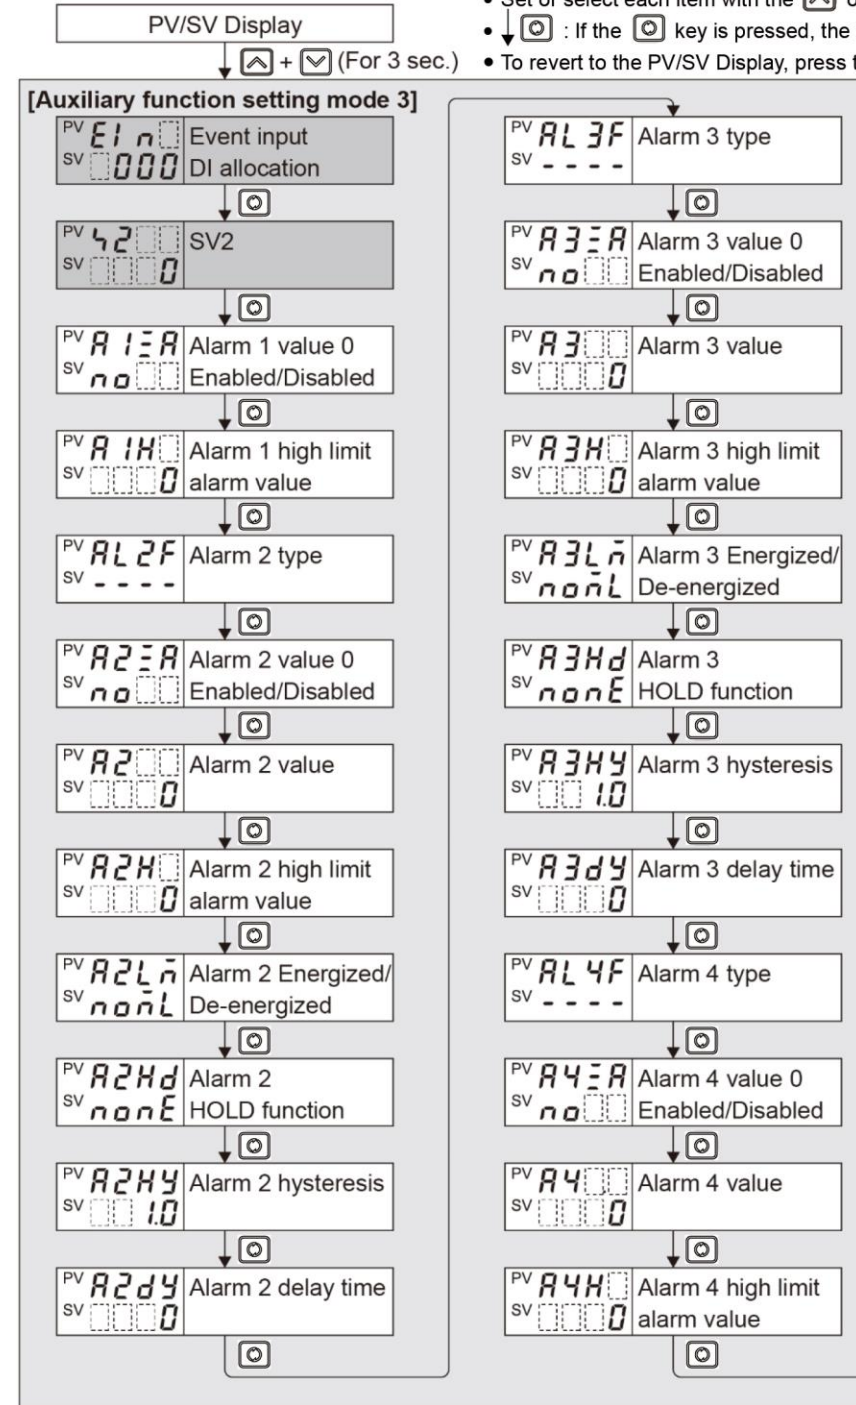 PV/SV Display
+ (For 3 sec.)
• Set or select each item with the
• : If the key is pressed, the
• To revert to the PV/SV Display, press
[Auxiliary function setting mode 3]
PV EI n Event input
SV 000 DI allocation
PV S2 SV2
SV 0
PV A1ΞA Alarm 1 value 0
SV no Enabled/Disabled
PV A1H Alarm 1 high limit
SV 0 alarm value
PV AL2F Alarm 2 type
SV ----
PV A2ΞA Alarm 2 value 0
SV no Enabled/Disabled
PV A2 Alarm 2 value
SV 0
PV A2H Alarm 2 high limit
SV 0 alarm value
PV A2Lm Alarm 2 Energized/
SV nomL De-energized
PV A2Hd Alarm 2
SV nonE HOLD function
PV A2HY Alarm 2 hysteresis
SV 1.0
PV A2dY Alarm 2 delay time
SV 0
PV AL3F Alarm 3 type
SV ----
PV A3ΞA Alarm 3 value 0
SV no Enabled/Disabled
PV A3 Alarm 3 value
SV 0
PV A3H Alarm 3 high limit
SV 0 alarm value
PV A3Lm Alarm 3 Energized/
SV nomL De-energized
PV A3Hd Alarm 3
SV nonE HOLD function
PV A3HY Alarm 3 hysteresis
SV 1.0
PV A3dY Alarm 3 delay time
SV 0
PV AL4F Alarm 4 type
SV ----
PV A4ΞA Alarm 4 value 0
SV no Enabled/Disabled
PV A4 Alarm 4 value
SV 0
PV A4H Alarm 4 high limit
SV 0 alarm value